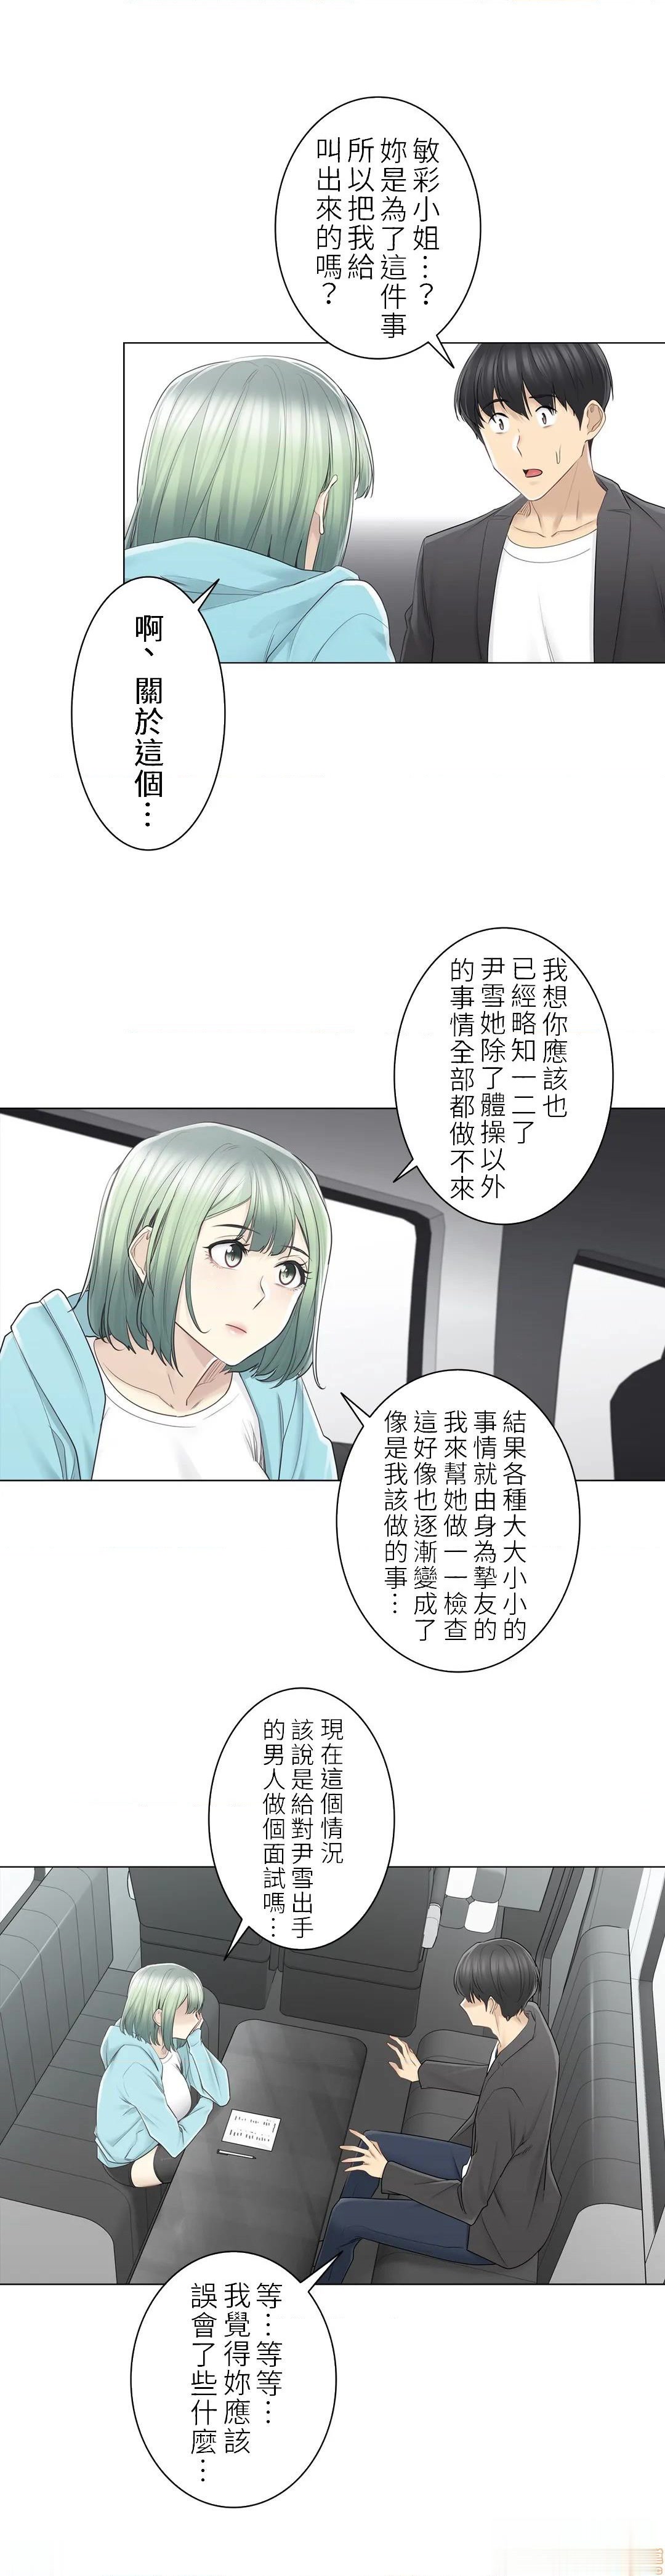 敏彩小姐…？
妳是為了這件事
所以把我給
叫出來的嗎？
啊、關於這個…
我想你應該也
已經略知一二了
尹雪她除了體操以外
的事情全部都做不來
結果各種大大小小的
事情就由身為摯友的
我來幫她做一一檢查
這好像也逐漸變成了
像是我該做的事…
現在這個情況
該說是給對尹雪出手
的男人做個面試嗎…
等…等等…
我覺得妳應該
誤會了些什麼…